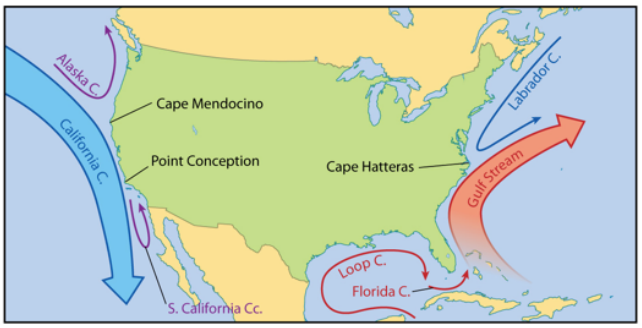 Alaska C.
Labrador C.
Cape Mendocino
California C.
Point Conception
Cape Hatteras
Gulf Stream
Loop C.
Florida C.
S. California Cc.